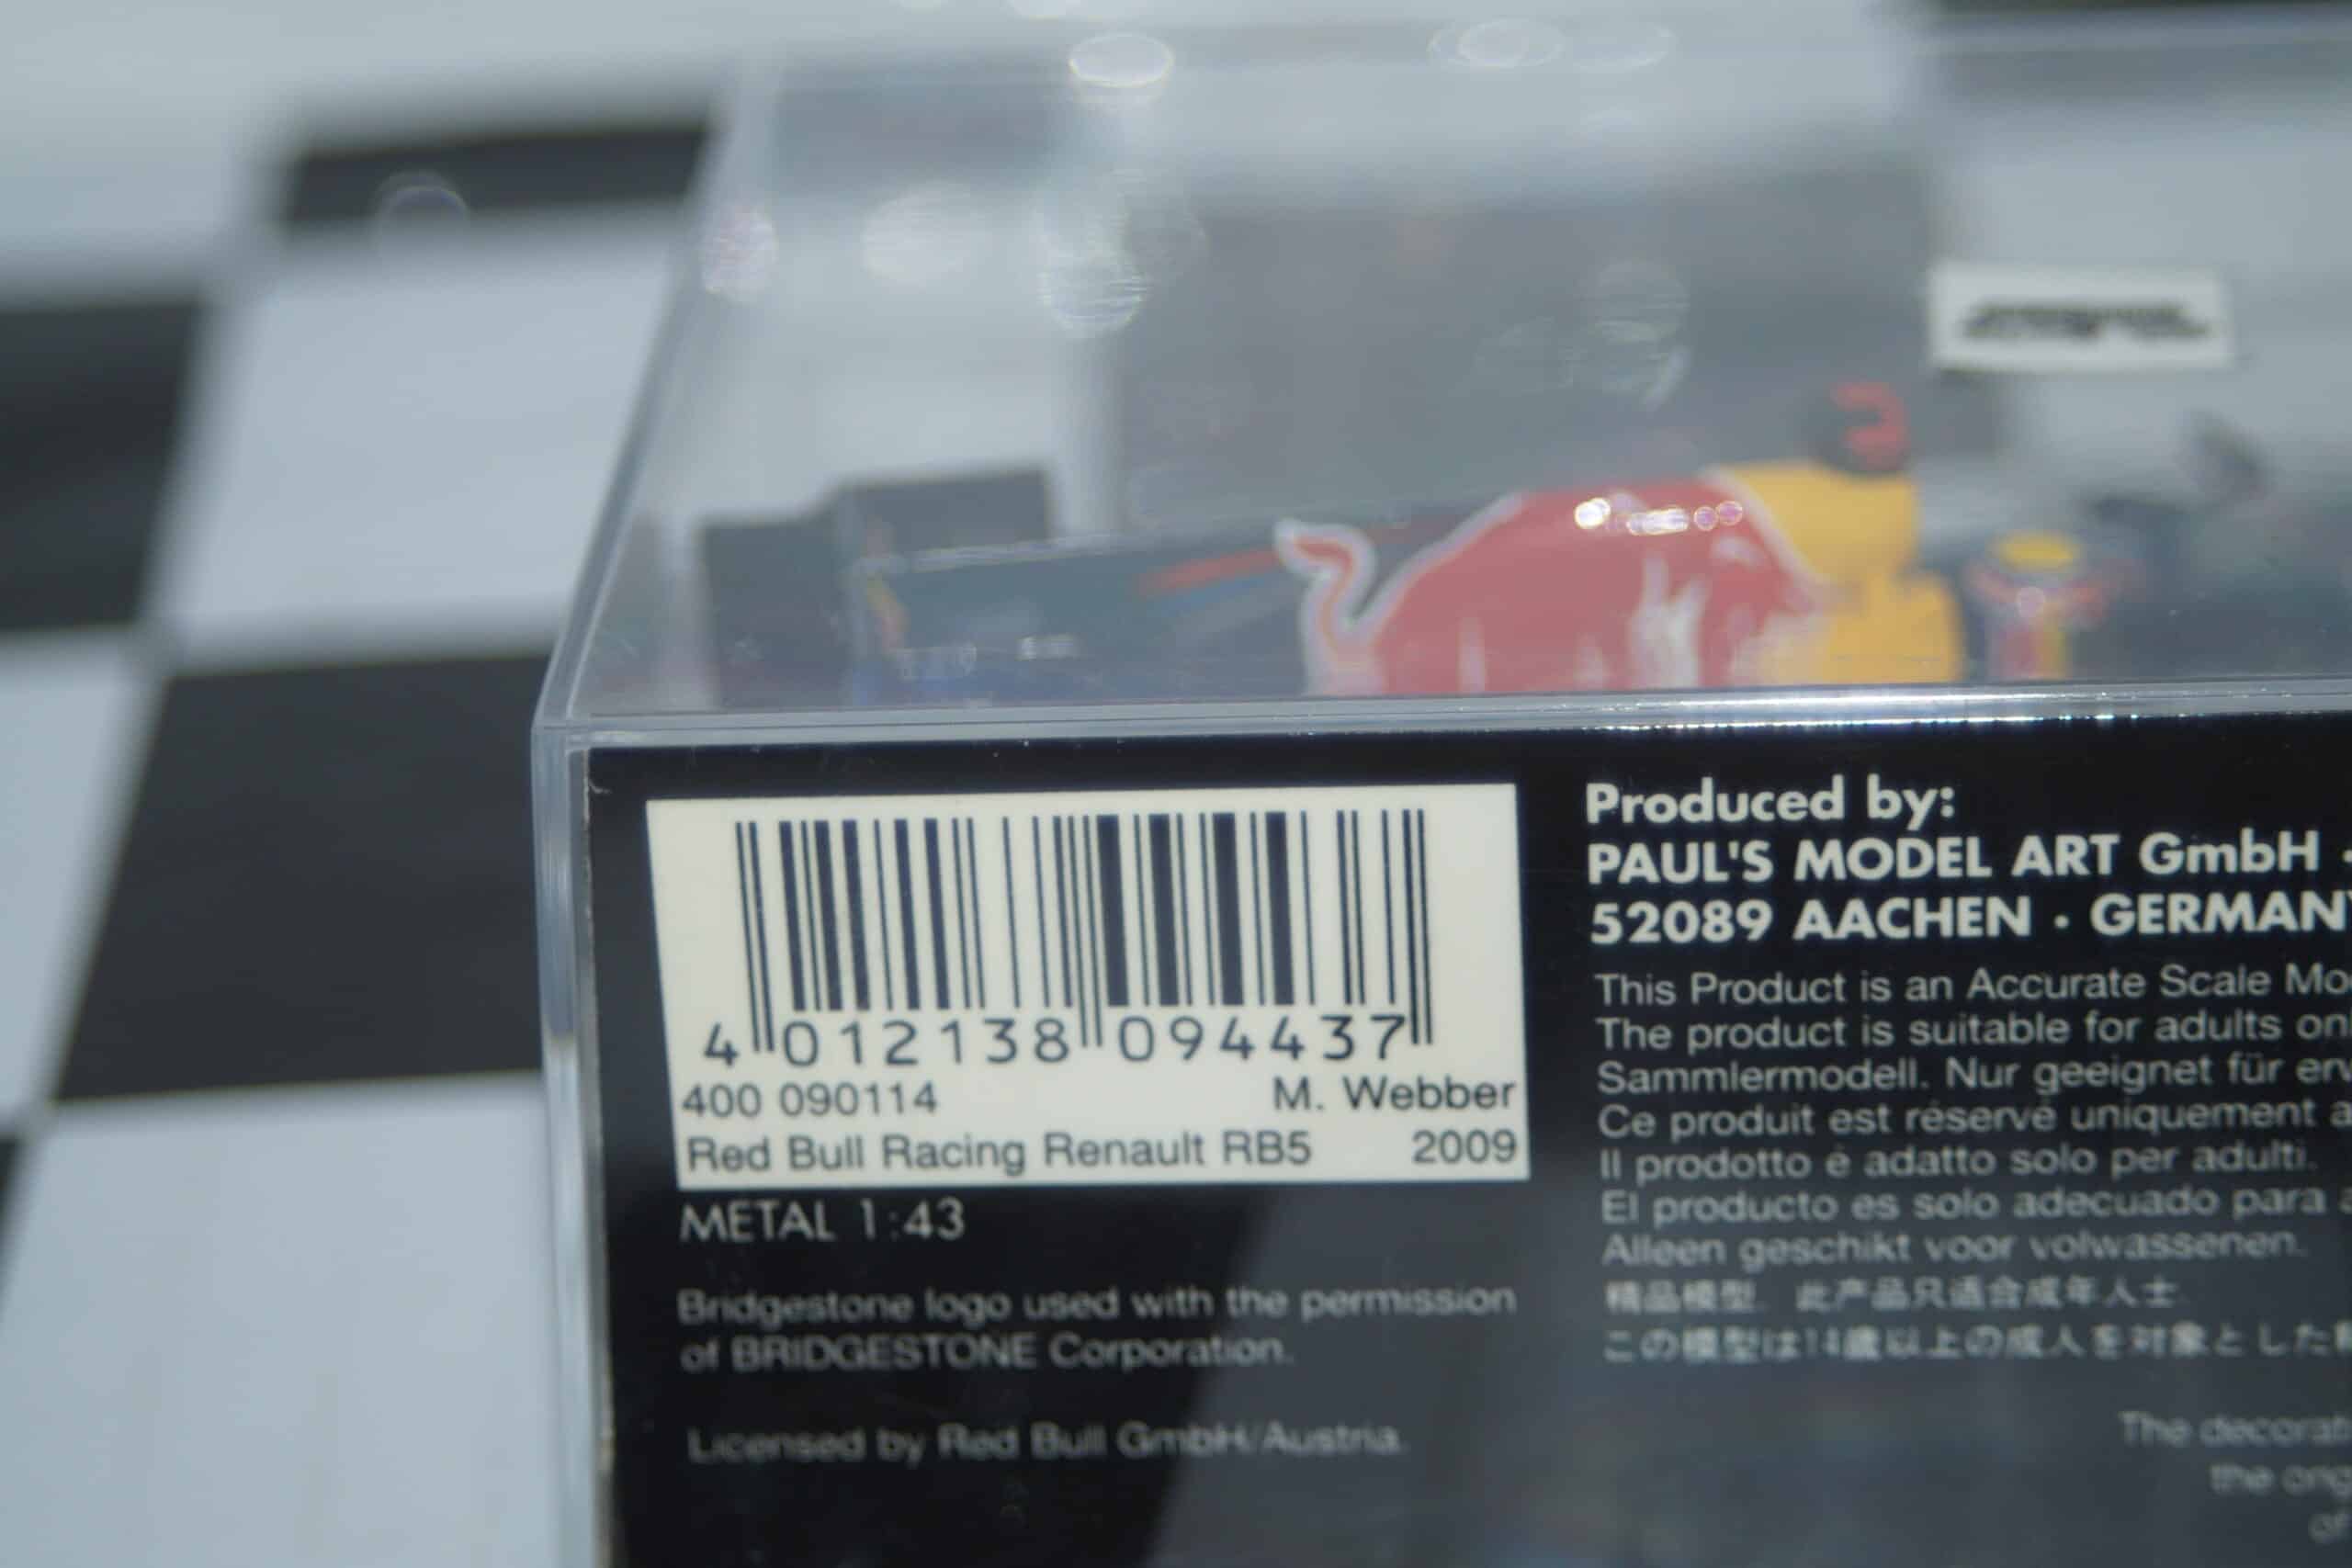 4 012138 094437
400 090114 M. Webber
Red Bull Racing Renault RB5 2009
METAL 1:43
Bridgestone logo used with the permission
of BRIDGESTONE Corporation.
Licensed by Red Bull GmbH/Austria.
Produced by:
PAUL'S MODEL ART GmbH ·
52089 AACHEN · GERMANY
This Product is an Accurate Scale
The product is suitable for adults
Sammlermodell. Nur geeignet für
Ce produit est réservé uniquement
Il prodotto é adatto solo per adulti.
El producto es solo adecuado para
Alleen geschikt voor volwassenen.
精品模型. 此产品只适合成年人士.
この模型は14歳以上の成人を対象とした
The
the
of